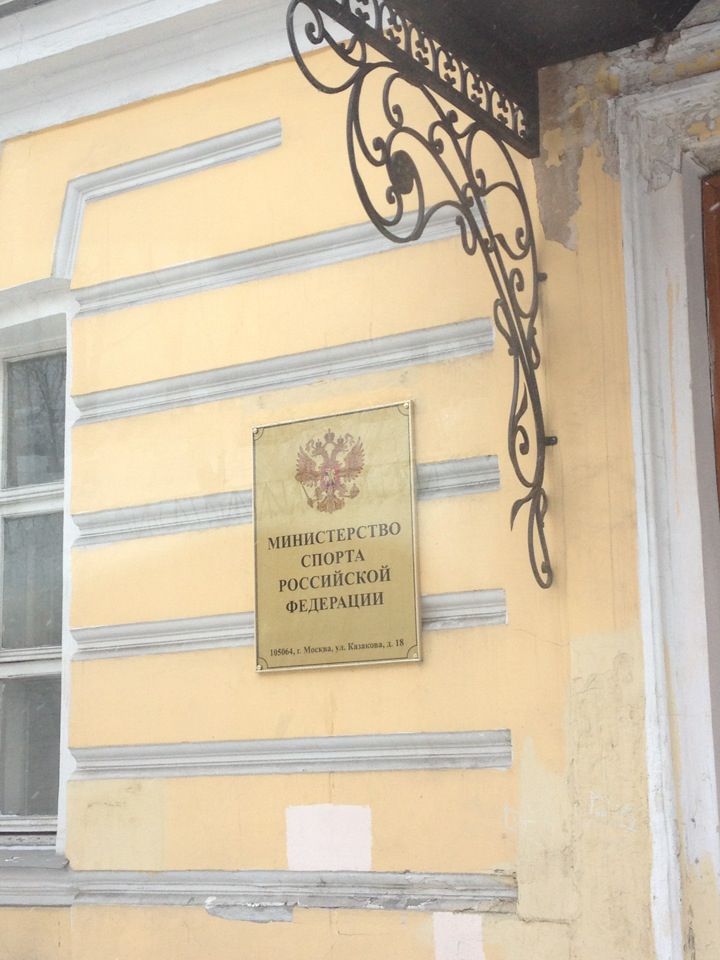 МИНИСТЕРСТВО
СПОРТА
РОССИЙСКОЙ
ФЕДЕРАЦИИ
105064, г. Москва, ул. Казакова, д. 18